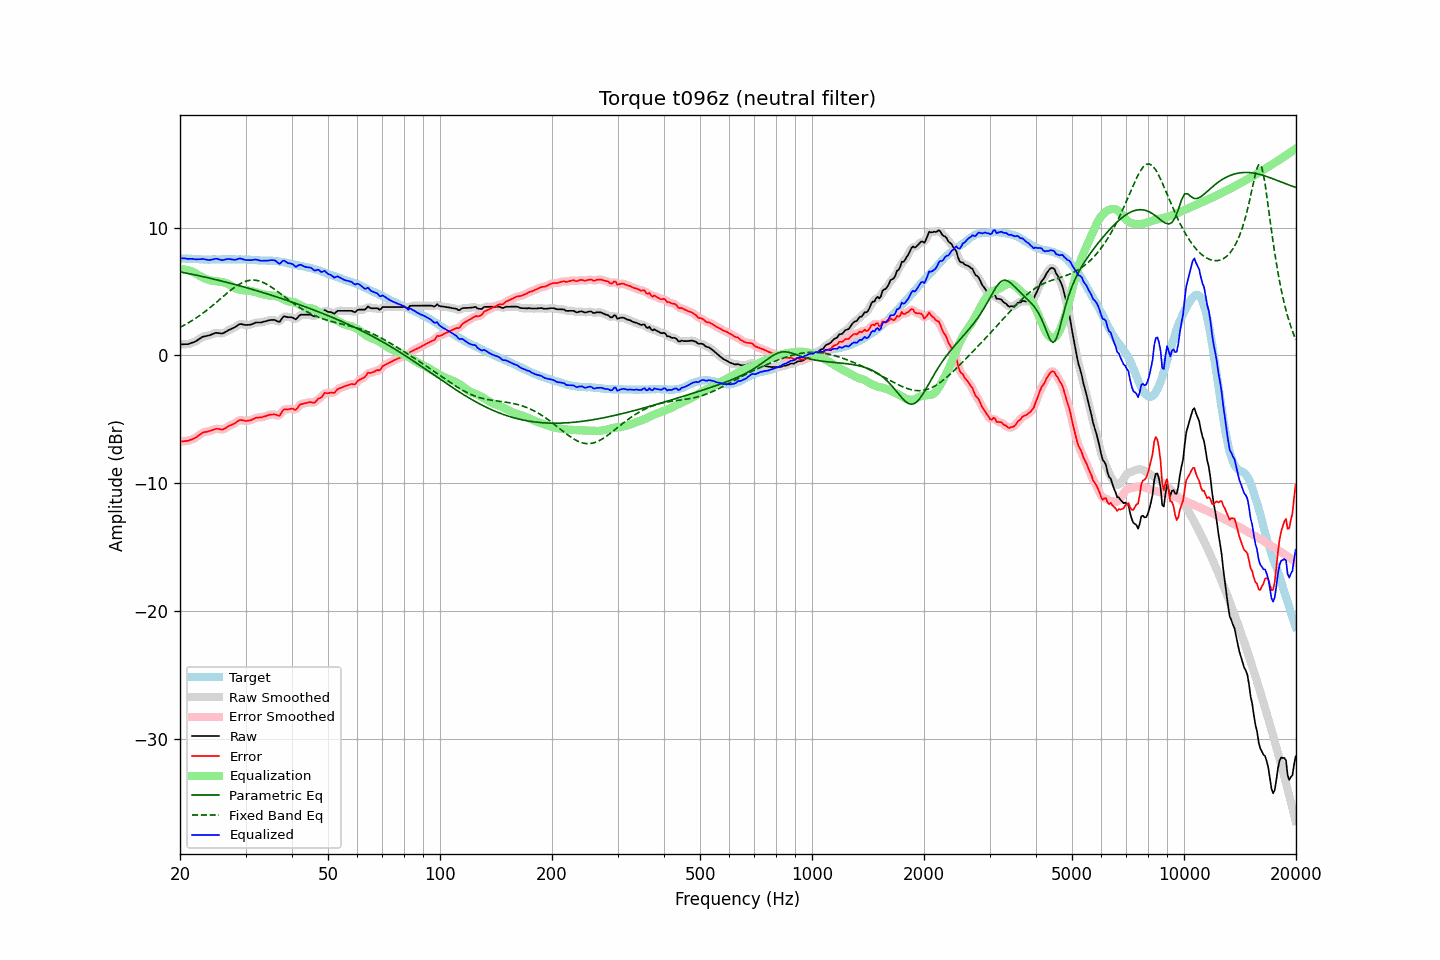 Torque t096z (neutral filter)
Amplitude (dBr)
10
0
−10
−20
−30
Target
Raw Smoothed
Error Smoothed
Raw
Error
Equalization
Parametric Eq
Fixed Band Eq
Equalized
20 50 100 200 500 1000 2000 5000 10000 20000
Frequency (Hz)